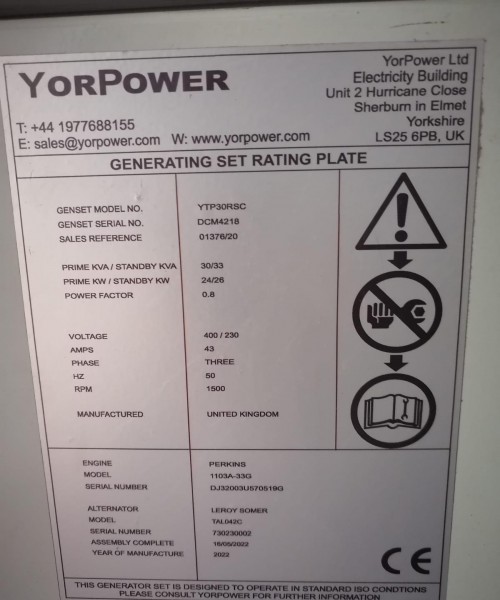 YORPOWER
T: +44 1977688155
E: sales@yorpower.com W: www.yorpower.com
YorPower Ltd
Electricity Building
Unit 2 Hurricane Close
Sherburn in Elmet
Yorkshire
LS25 6PB, UK
GENERATING SET RATING PLATE
GENSET MODEL NO. YTP30RSC
GENSET SERIAL NO. DCM4218
SALES REFERENCE 01376/20
PRIME KVA / STANDBY KVA 30/33
PRIME KW / STANDBY KW 24/26
POWER FACTOR 0.8
VOLTAGE 400 / 230
AMPS 43
PHASE THREE
HZ 50
RPM 1500
MANUFACTURED UNITED KINGDOM
ENGINE PERKINS
MODEL 1103A-33G
SERIAL NUMBER DJ32003U570519G
ALTERNATOR LEROY SOMER
MODEL TAL042C
SERIAL NUMBER 730230002
ASSEMBLY COMPLETE 16/05/2022
YEAR OF MANUFACTURE 2022
CE
THIS GENERATOR SET IS DESIGNED TO OPERATE IN STANDARD ISO CONDTIONS
PLEASE CONSULT YORPOWER FOR FURTHER INFORMATION